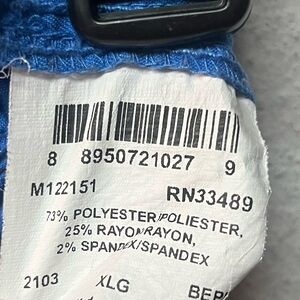 8 8950721027 9
M122151 RN33489
73% POLYESTER/POLIESTER,
25% RAYON/RAYON,
2% SPANDEX/SPANDEX
2103 XLG